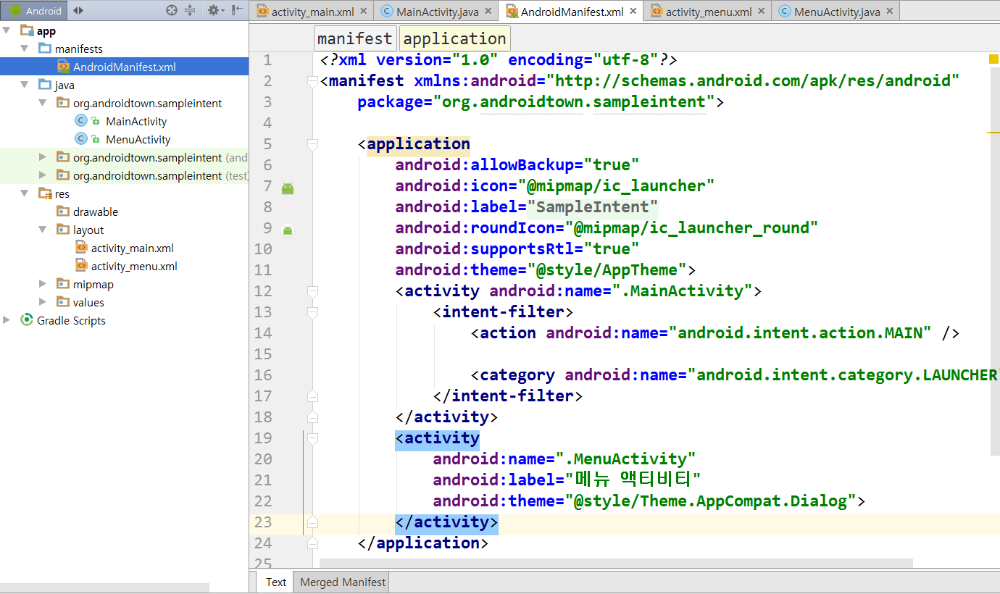 Android
activity_main.xml
MainActivity.java
AndroidManifest.xml
activity_menu.xml
MenuActivity.java
app
manifests
AndroidManifest.xml
java
org.androidtown.sampleintent
MainActivity
MenuActivity
org.androidtown.sampleintent (and
org.androidtown.sampleintent (test)
res
drawable
layout
activity_main.xml
activity_menu.xml
mipmap
values
Gradle Scripts
manifest application
1 <?xml version="1.0" encoding="utf-8"?>
2 <manifest xmlns:android="http://schemas.android.com/apk/res/android"
3 package="org.androidtown.sampleintent">
4
5 <application
6 android:allowBackup="true"
7 android:icon="@mipmap/ic_launcher"
8 android:label="SampleIntent"
9 android:roundIcon="@mipmap/ic_launcher_round"
10 android:supportsRtl="true"
11 android:theme="@style/AppTheme">
12 <activity android:name=".MainActivity">
13 <intent-filter>
14 <action android:name="android.intent.action.MAIN" />
15
16 <category android:name="android.intent.category.LAUNCHER
17 </intent-filter>
18 </activity>
19 <activity
20 android:name=".MenuActivity"
21 android:label="메뉴 액티비티"
22 android:theme="@style/Theme.AppCompat.Dialog">
23 </activity>
24 </application>
25
Text Merged Manifest